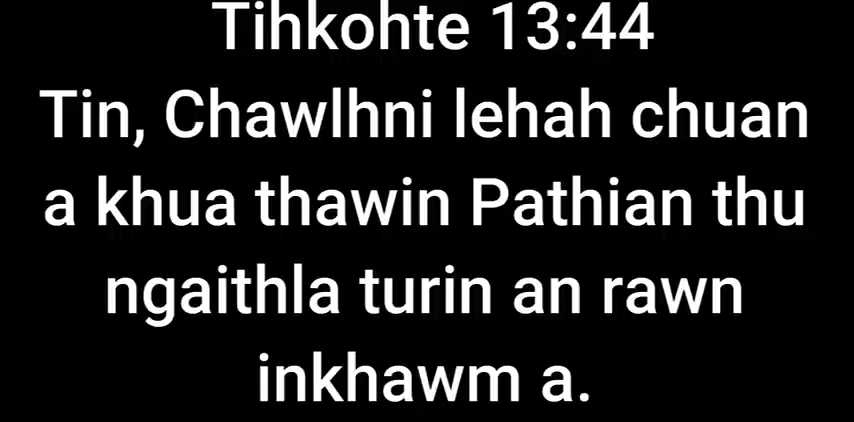 Tihkohte 13:44
Tin, Chawlhni lehah chuan
a khua thawin Pathian thu
ngaithla turin an rawn
inkhawm a.